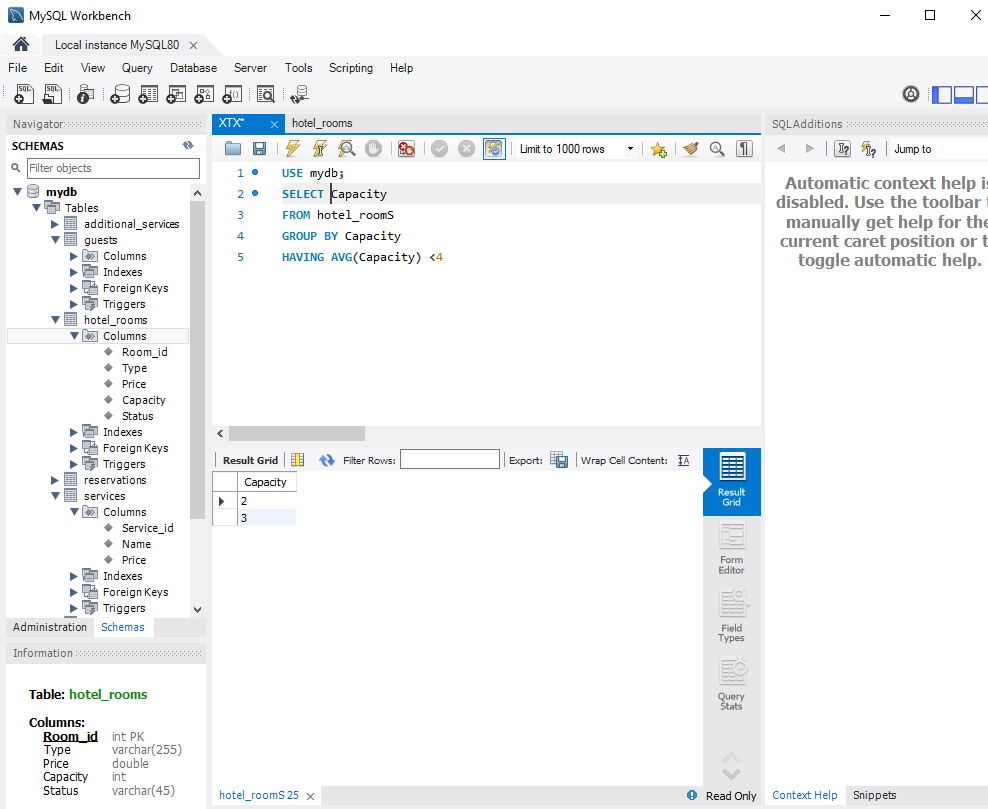 MySQL Workbench
Local instance MySQL80
File Edit View Query Database Server Tools Scripting Help
Navigator
SCHEMAS
Filter objects
mydb
Tables
additional_services
guests
Columns
Indexes
Foreign Keys
Triggers
hotel_rooms
Columns
Room_id
Type
Price
Capacity
Status
Indexes
Foreign Keys
Triggers
reservations
services
Columns
Service_id
Name
Price
Indexes
Foreign Keys
Triggers
Administration Schemas
Information
Table: hotel_rooms
Columns:
Room_id int PK
Type varchar(255)
Price double
Capacity int
Status varchar(45)
XTX* hotel_rooms
Limit to 1000 rows
1 USE mydb;
2 SELECT Capacity
3 FROM hotel_roomS
4 GROUP BY Capacity
5 HAVING AVG(Capacity) <4
Result Grid Filter Rows: Export: Wrap Cell Content:
Capacity
2
3
Result
Grid
Form
Editor
Field
Types
Query
Stats
hotel_roomS 25
Read Only
SQLAdditions
Jump to
Automatic context help is
disabled. Use the toolbar
manually get help for the
current caret position or
toggle automatic help.
Context Help Snippets